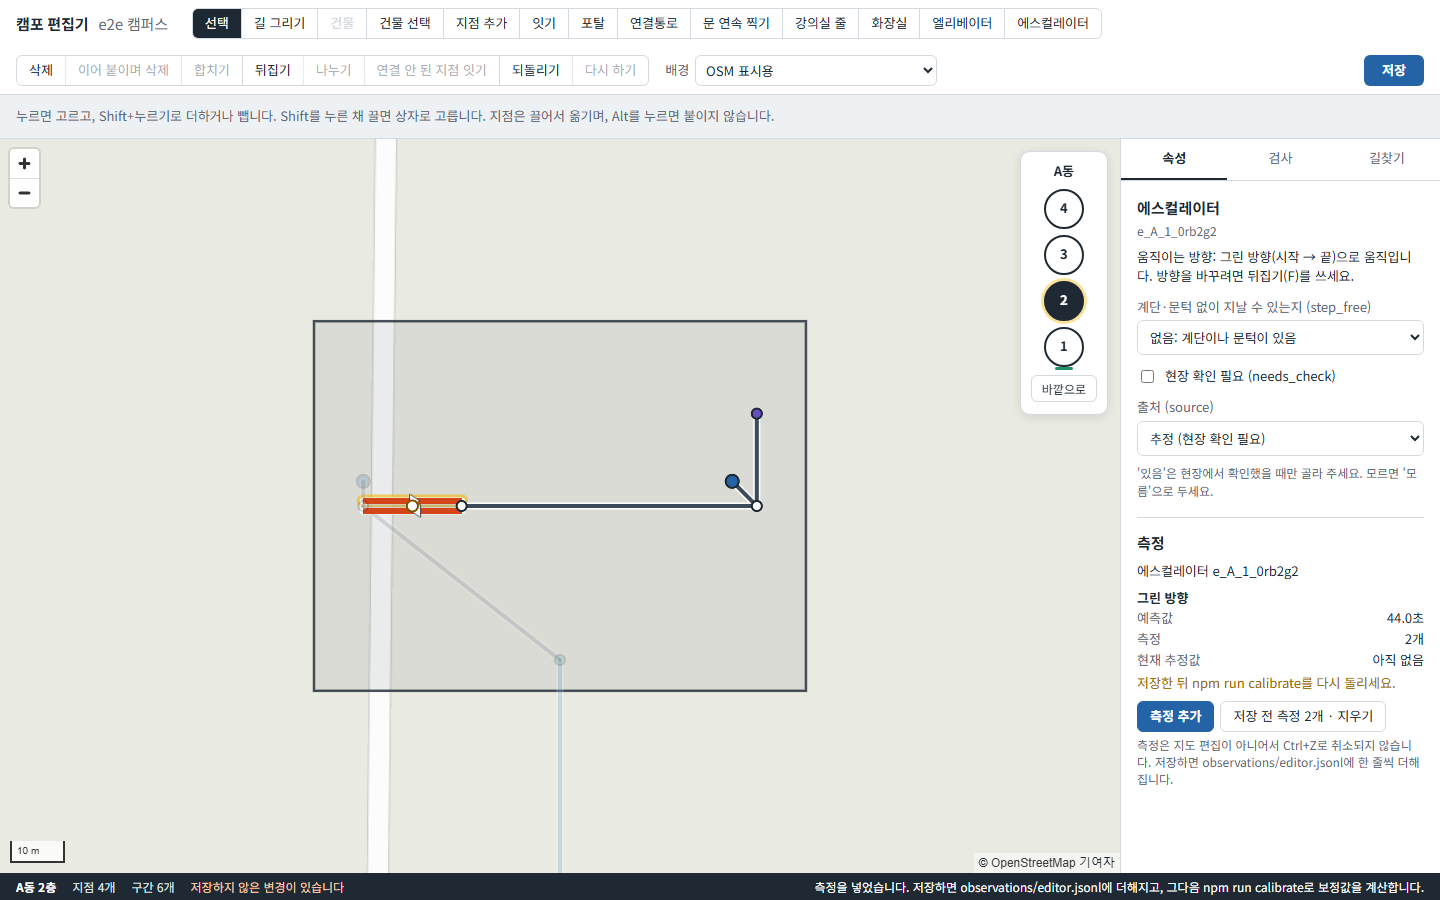 캠포 편집기 e2e 캠퍼스 선택 길 그리기 건물 건물 선택 지점 추가 잇기 포탈 연결통로 문 연속 찍기 강의실 줄 화장실 엘리베이터 에스컬레이터
삭제 이어 붙이며 삭제 합치기 뒤집기 나누기 연결 안 된 지점 잇기 되돌리기 다시 하기 배경 OSM 표시용 저장
누르면 고르고, Shift+누르기로 더하거나 뺍니다. Shift를 누른 채 끌면 상자로 고릅니다. 지점은 끌어서 옮기며, Alt를 누르면 붙이지 않습니다.
+
−
A동
4
3
2
1
바깥으로
10 m
© OpenStreetMap 기여자
속성 검사 길찾기
에스컬레이터
e_A_1_0rb2g2
움직이는 방향: 그린 방향(시작 → 끝)으로 움직입니
다. 방향을 바꾸려면 뒤집기(F)를 쓰세요.
계단·문턱 없이 지날 수 있는지 (step_free)
없음: 계단이나 문턱이 있음
현장 확인 필요 (needs_check)
출처 (source)
추정 (현장 확인 필요)
'있음'은 현장에서 확인했을 때만 골라 주세요. 모르면 '모
름'으로 두세요.
측정
에스컬레이터 e_A_1_0rb2g2
그린 방향
예측값 44.0초
측정 2개
현재 추정값 아직 없음
저장한 뒤 npm run calibrate를 다시 돌리세요.
측정 추가 저장 전 측정 2개 · 지우기
측정은 지도 편집이 아니어서 Ctrl+Z로 취소되지 않습니
다. 저장하면 observations/editor.jsonl에 한 줄씩 더해
집니다.
A동 2층 지점 4개 구간 6개 저장하지 않은 변경이 있습니다 측정을 넣었습니다. 저장하면 observations/editor.jsonl에 더해지고, 그다음 npm run calibrate로 보정값을 계산합니다.